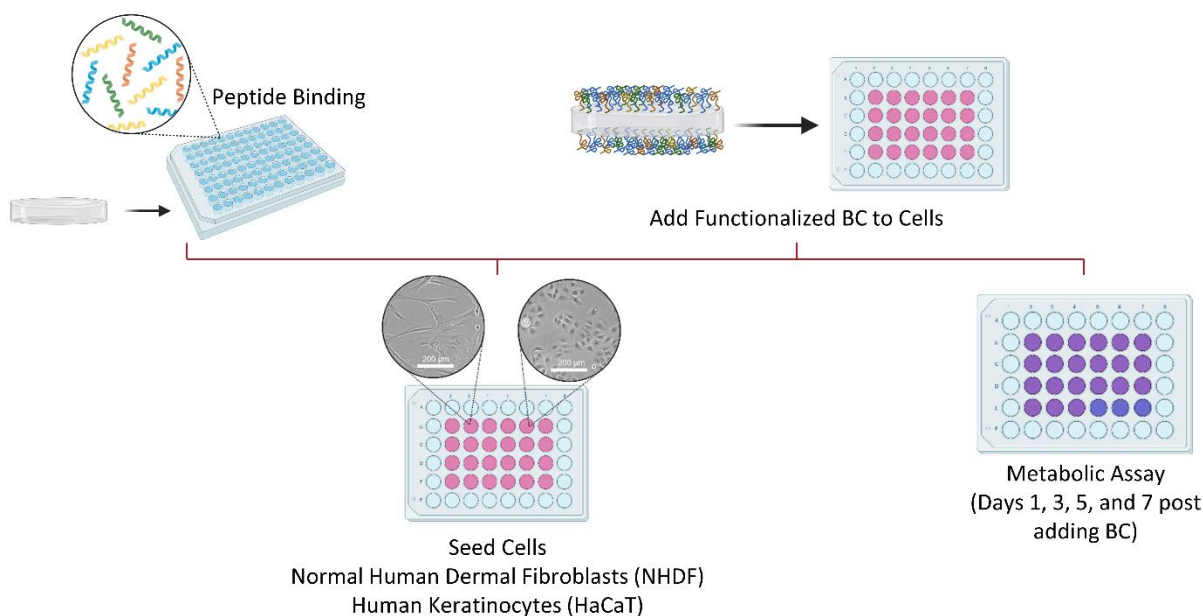 Peptide Binding
Add Functionalized BC to Cells
200 µm
200 µm
Seed Cells
Normal Human Dermal Fibroblasts (NHDF)
Human Keratinocytes (HaCaT)
Metabolic Assay
(Days 1, 3, 5, and 7 post
adding BC)